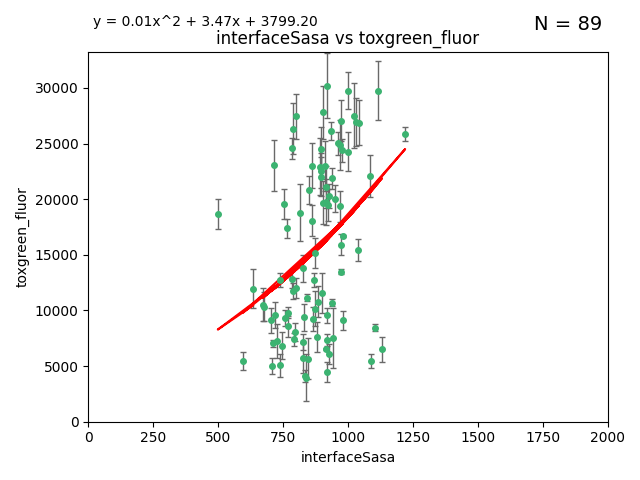 y = 0.01x^2 + 3.47x + 3799.20
N = 89
interfaceSasa vs toxgreen_fluor
toxgreen_fluor
30000
25000
20000
15000
10000
5000
0
0 250 500 750 1000 1250 1500 1750 2000
interfaceSasa